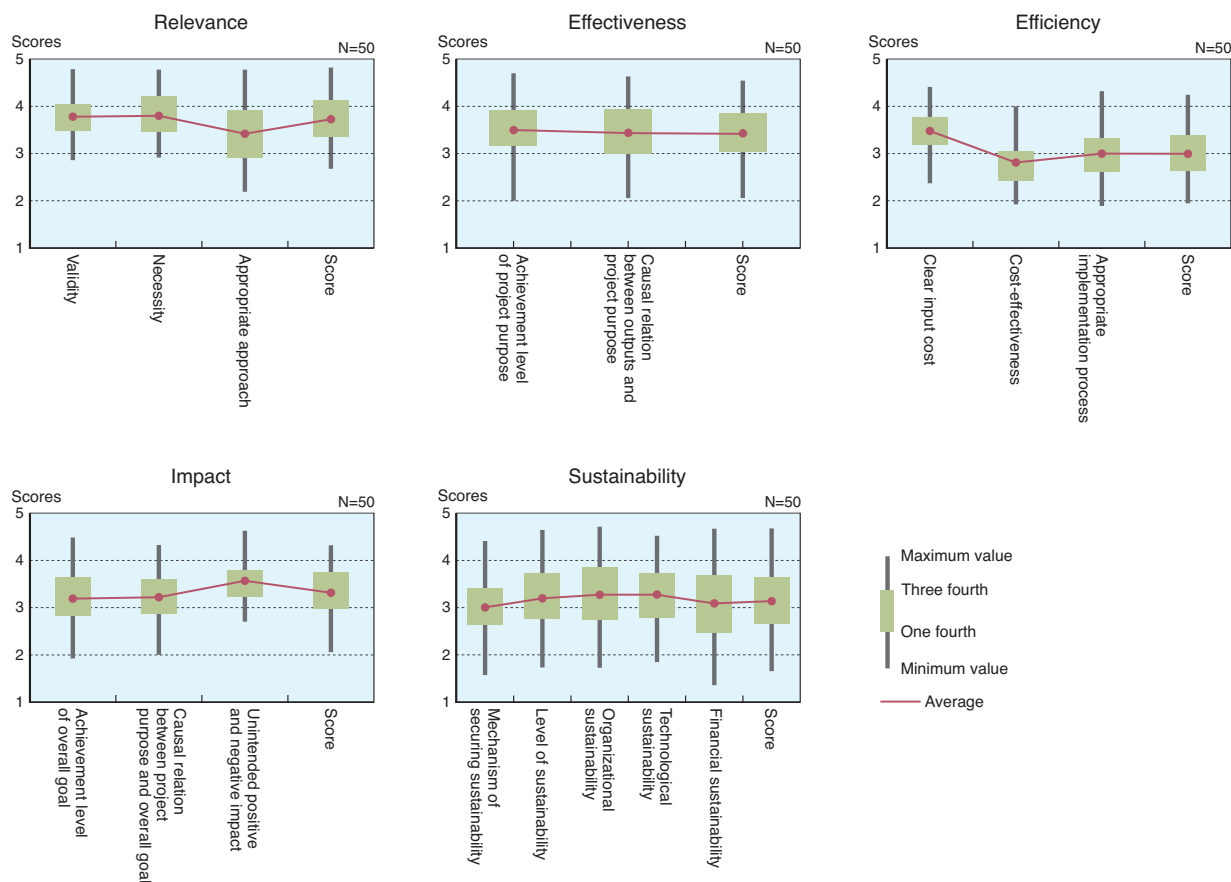 Relevance
Scores
N=50
5
4
3
2
1
Validity
Necessity
Appropriate approach
Score
Effectiveness
Scores
N=50
5
4
3
2
1
Achievement level
of project purpose
Causal relation
between outputs and
project purpose
Score
Efficiency
Scores
N=50
5
4
3
2
1
Clear input cost
Cost-effectiveness
Appropriate
implementation process
Score
Impact
Scores
N=50
5
4
3
2
1
Achievement level
of overall goal
Causal relation
between project
purpose and overall goal
Unintended positive
and negative impact
Score
Sustainability
Scores
N=50
5
4
3
2
1
Mechanism of
securing sustainability
Level of sustainability
Organizational
sustainability
Technological
sustainability
Financial sustainability
Score
Maximum value
Three fourth
One fourth
Minimum value
Average